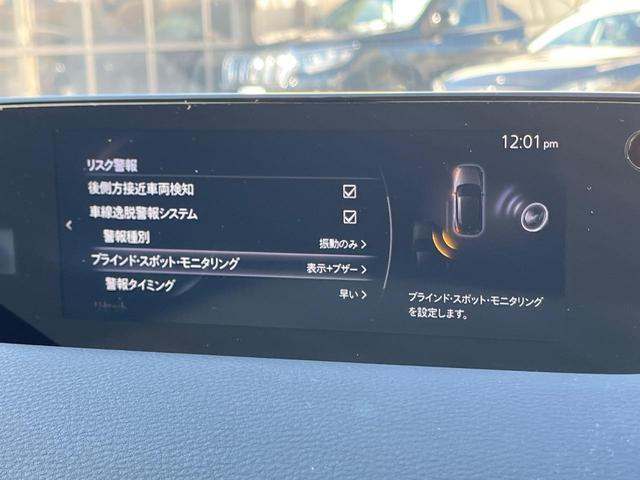 12:01 pm
リスク警報
後側方接近車両検知
車線逸脱警報システム
警報種別 振動のみ
ブラインド・スポット・モニタリング 表示+ブザー
警報タイミング 早い
ブラインド・スポット・モニタリング
を設定します。